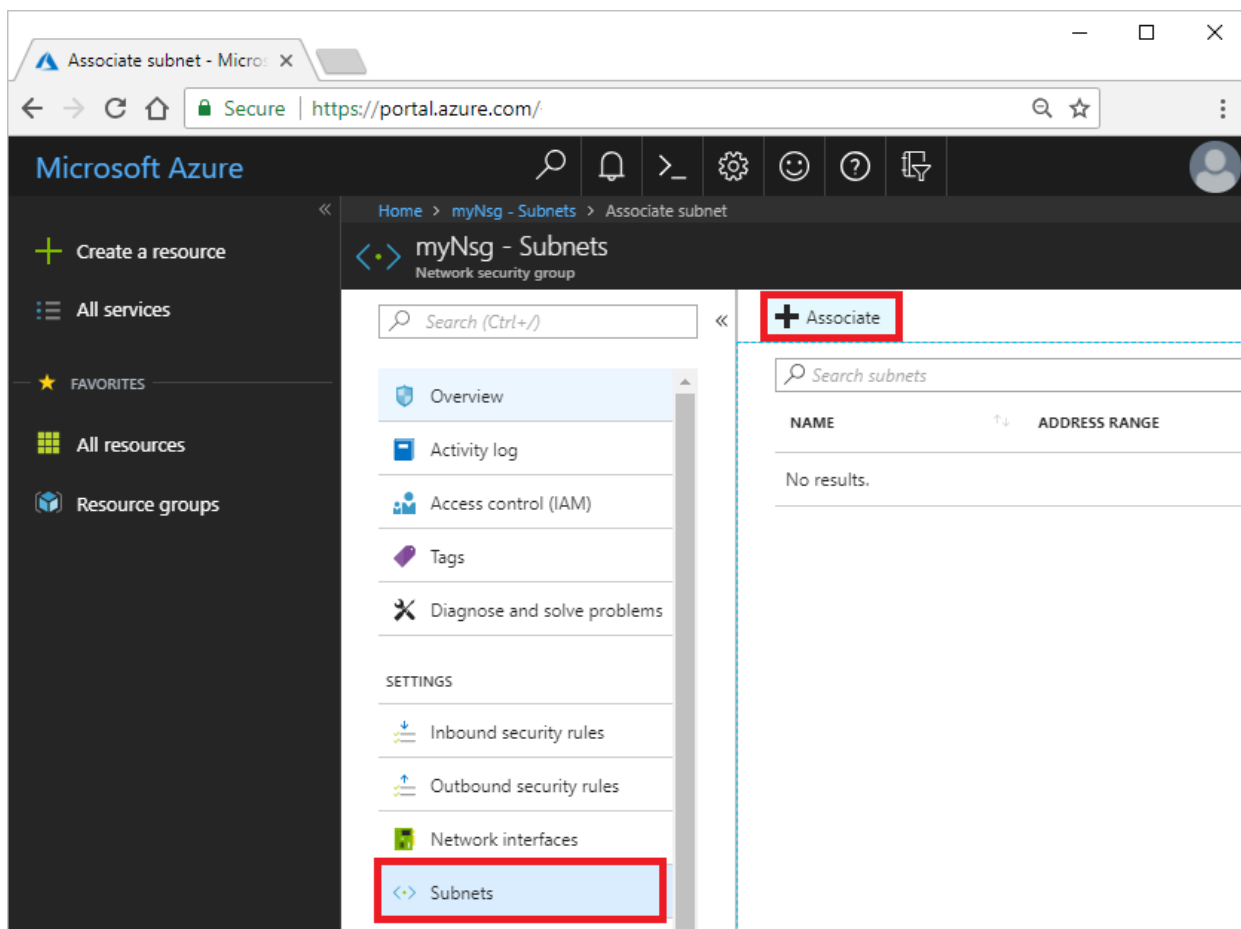 Associate subnet - Micros
Secure | https://portal.azure.com/
Microsoft Azure
Home > myNsg - Subnets > Associate subnet
myNsg - Subnets
Network security group
Create a resource
All services
FAVORITES
All resources
Resource groups
Search (Ctrl+/)
Overview
Activity log
Access control (IAM)
Tags
Diagnose and solve problems
SETTINGS
Inbound security rules
Outbound security rules
Network interfaces
Subnets
Associate
Search subnets
NAME ADDRESS RANGE
No results.